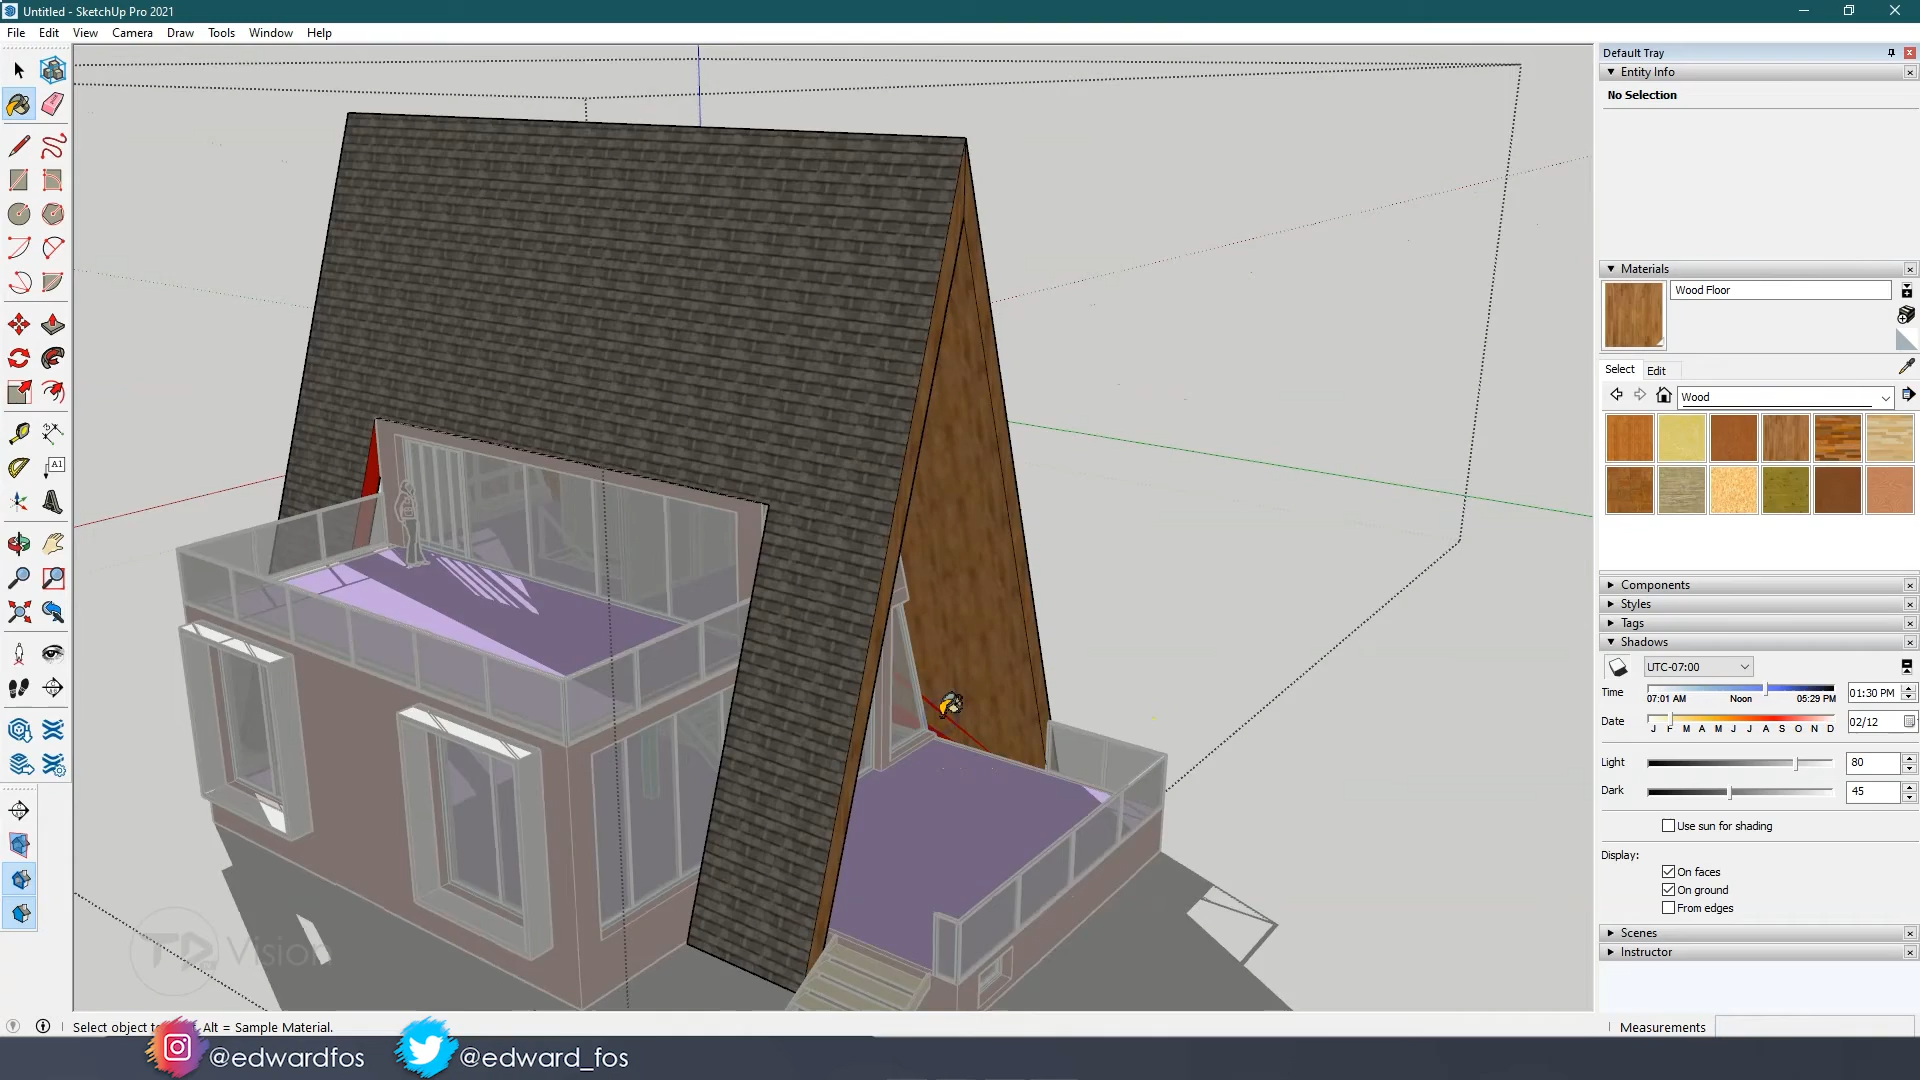 Untitled - SketchUp Pro 2021
File Edit View Camera Draw Tools Window Help
Default Tray
Entity Info
No Selection
Materials
Wood Floor
Select Edit
Wood
Components
Styles
Tags
Shadows
UTC-07:00
Time 07:01 AM Noon 05:29 PM 01:30 PM
Date J F M A M J J A S O N D 02/12
Light 80
Dark 45
Use sun for shading
Display:
On faces
On ground
From edges
Scenes
Instructor
A1
Vision
Select object to Alt = Sample Material.
Measurements
@edwardfos
@edward_fos